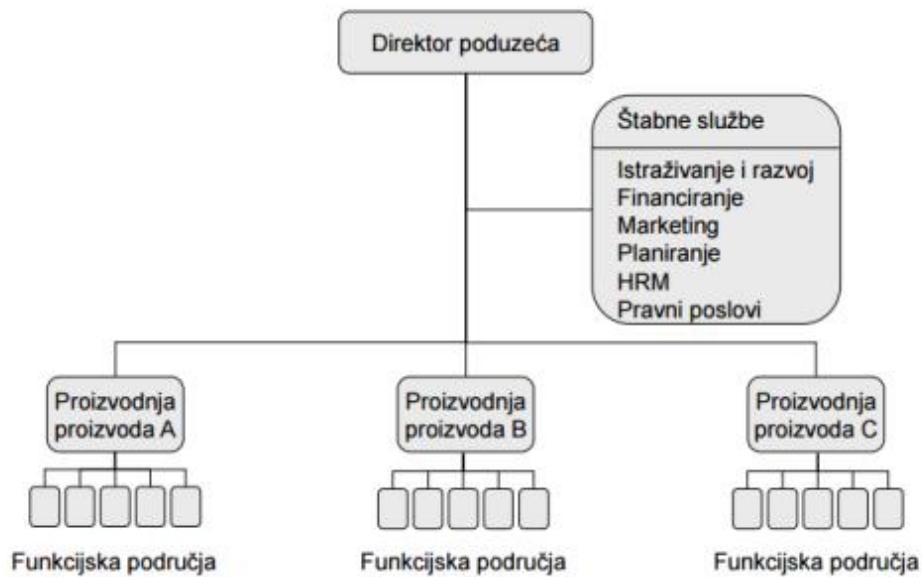 Direktor poduzeća
Štabne službe
Istraživanje i razvoj
Financiranje
Marketing
Planiranje
HRM
Pravni poslovi
Proizvodnja
proizvoda A
Proizvodnja
proizvoda B
Proizvodnja
proizvoda C
Funkcijska područja
Funkcijska područja
Funkcijska područja